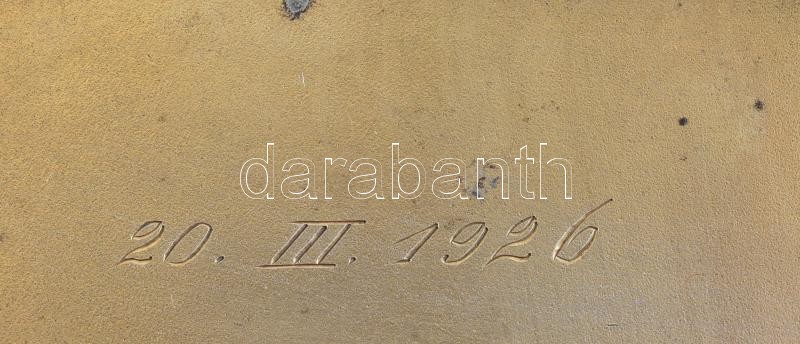 darabanth
20. III. 1926